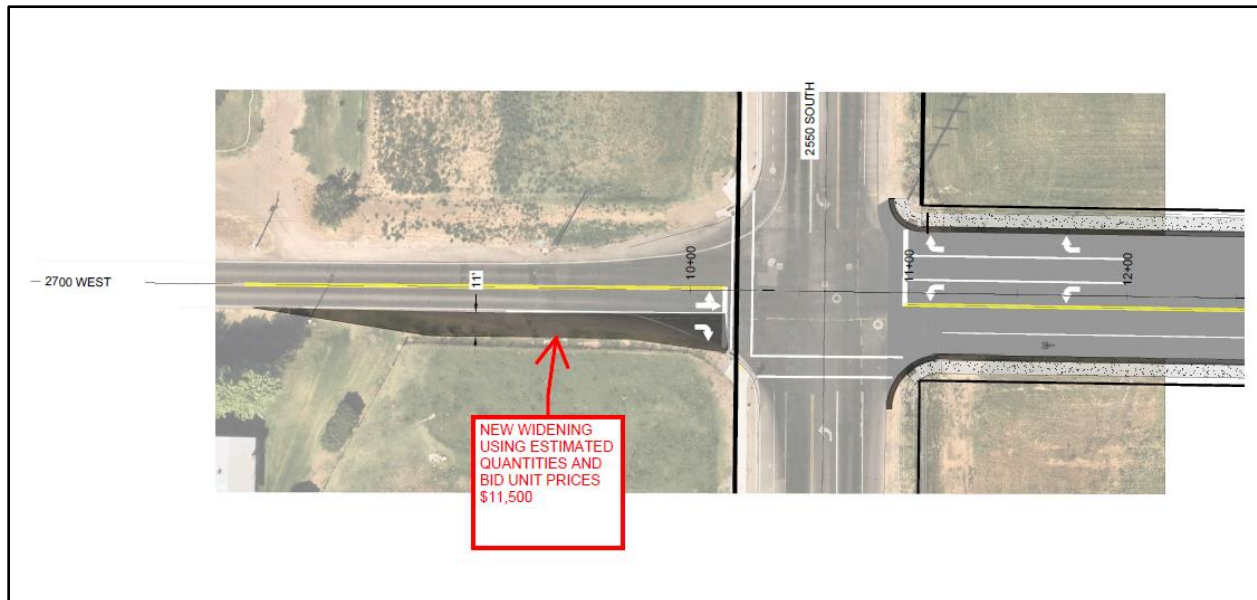 2550 SOUTH
2700 WEST
11'
10+00
11+00
12+00
NEW WIDENING
USING ESTIMATED
QUANTITIES AND
BID UNIT PRICES
$11,500